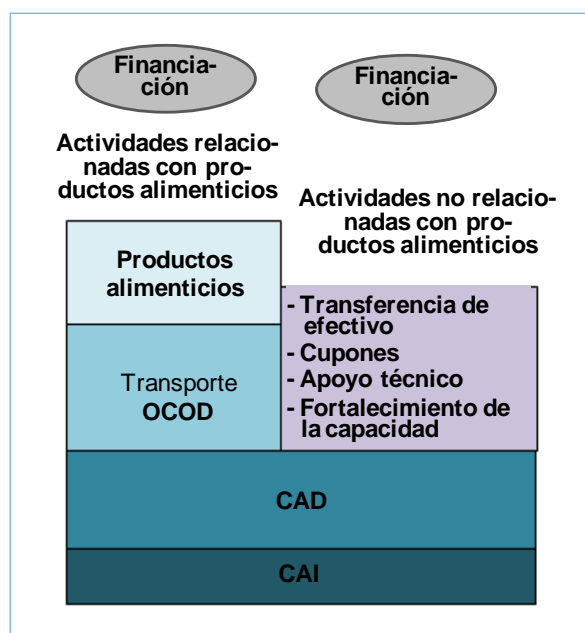 Financia-
ción
Actividades relacio-
nadas con pro-
ductos alimenticios
Productos
alimenticios
Transporte
OCOD
Financia-
ción
Actividades no relacio-
nadas con pro-
ductos alimenticios
- Transferencia de
efectivo
- Cupones
- Apoyo técnico
- Fortalecimiento de
la capacidad
CAD
CAI